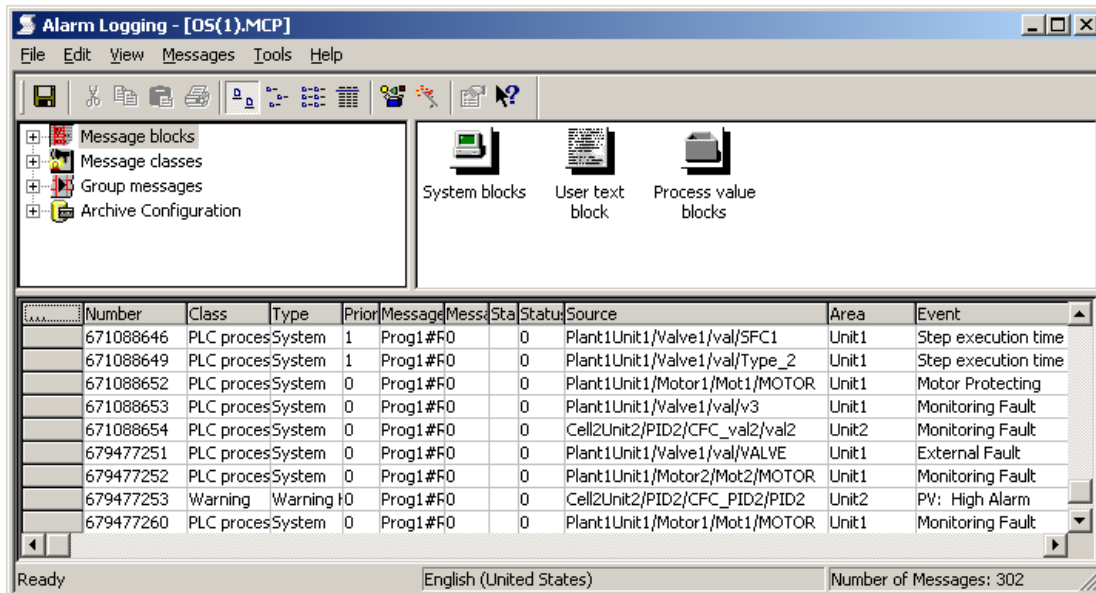 Alarm Logging - [OS(1).MCP]
File Edit View Messages Tools Help
Message blocks
Message classes
Group messages
Archive Configuration
System blocks
User text block
Process value blocks
Number Class Type Prior Message Messa Sta Statu: Source Area Event
671088646 PLC proces System 1 Prog1#R 0 0 Plant1Unit1/Valve1/val/SFC1 Unit1 Step execution time
671088649 PLC proces System 1 Prog1#R 0 0 Plant1Unit1/Valve1/val/Type_2 Unit1 Step execution time
671088652 PLC proces System 0 Prog1#R 0 0 Plant1Unit1/Motor1/Mot1/MOTOR Unit1 Motor Protecting
671088653 PLC proces System 0 Prog1#R 0 0 Plant1Unit1/Valve1/val/v3 Unit1 Monitoring Fault
671088654 PLC proces System 0 Prog1#R 0 0 Cell2Unit2/PID2/CFC_val2/val2 Unit2 Monitoring Fault
679477251 PLC proces System 0 Prog1#R 0 0 Plant1Unit1/Valve1/val/VALVE Unit1 External Fault
679477252 PLC proces System 0 Prog1#R 0 0 Plant1Unit1/Motor2/Mot2/MOTOR Unit1 Monitoring Fault
679477253 Warning Warning H 0 Prog1#R 0 0 Cell2Unit2/PID2/CFC_PID2/PID2 Unit2 PV: High Alarm
679477260 PLC proces System 0 Prog1#R 0 0 Plant1Unit1/Motor1/Mot1/MOTOR Unit1 Monitoring Fault
Ready English (United States) Number of Messages: 302